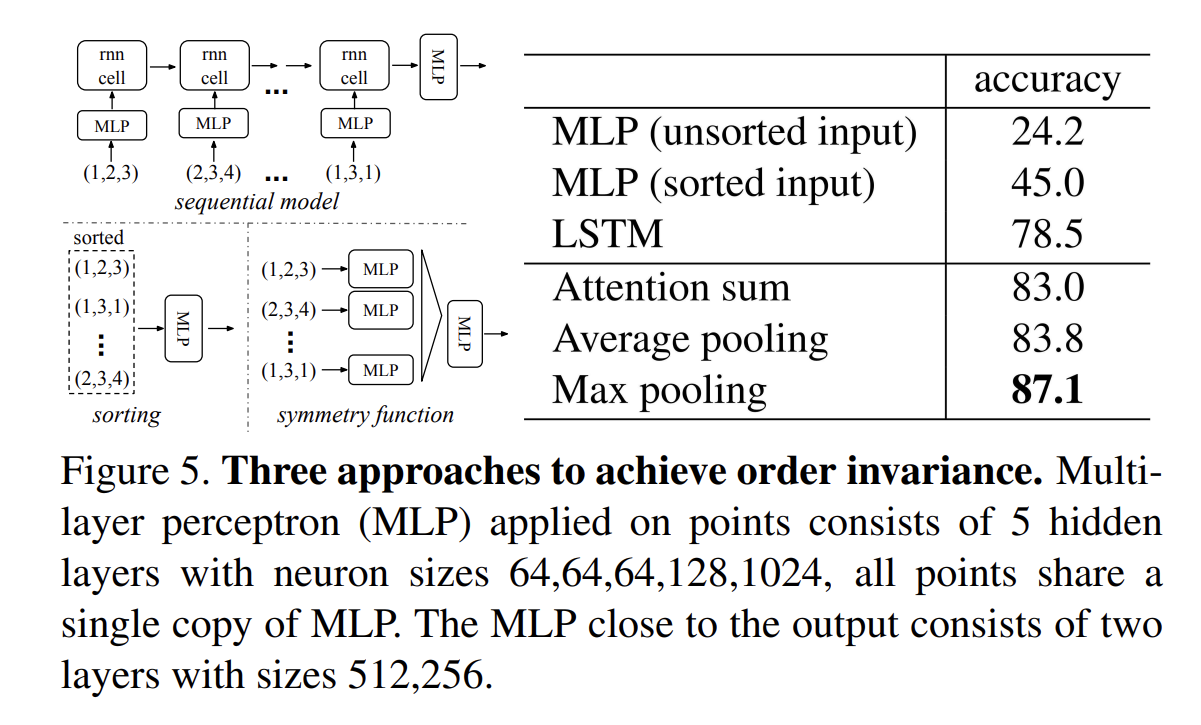 rnn cell rnn cell ... rnn cell MLP
MLP MLP MLP
(1,2,3) (2,3,4) ... (1,3,1)
sequential model
sorted
(1,2,3)
(1,3,1)
⋮
(2,3,4)
MLP
sorting
(1,2,3) MLP
(2,3,4) MLP
⋮
(1,3,1) MLP
MLP
symmetry function
accuracy
MLP (unsorted input) 24.2
MLP (sorted input) 45.0
LSTM 78.5
Attention sum 83.0
Average pooling 83.8
Max pooling 87.1
Figure 5. Three approaches to achieve order invariance. Multi-
layer perceptron (MLP) applied on points consists of 5 hidden
layers with neuron sizes 64,64,64,128,1024, all points share a
single copy of MLP. The MLP close to the output consists of two
layers with sizes 512,256.